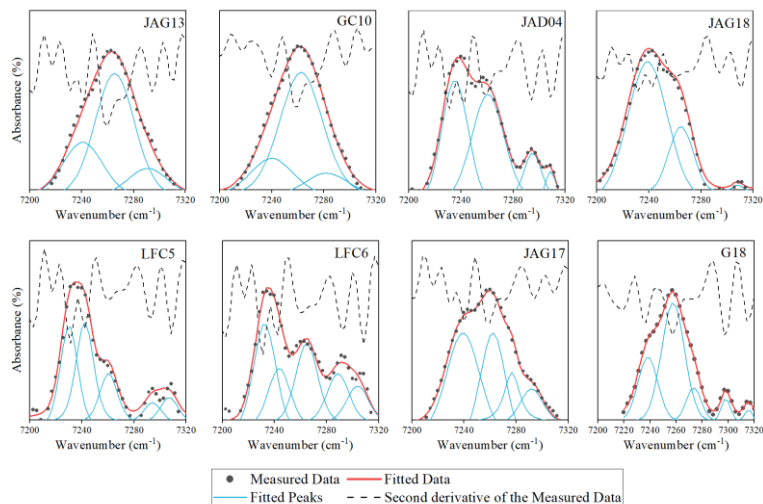 JAG13
GC10
JAD04
JAG18
Absorbance (%)
7200 7240 7280 7320
7200 7240 7280 7320
7200 7240 7280 7320
7200 7240 7280 7320
Wavenumber (cm⁻¹)
Wavenumber (cm⁻¹)
Wavenumber (cm⁻¹)
Wavenumber (cm⁻¹)
LFC5
LFC6
JAG17
G18
Absorbance (%)
7200 7240 7280 7320
7200 7240 7280 7320
7200 7240 7280 7320
7200 7220 7240 7260 7280 7300 7320
Wavenumber (cm⁻¹)
Wavenumber (cm⁻¹)
Wavenumber (cm⁻¹)
Wavenumber (cm⁻¹)
Measured Data Fitted Data
Fitted Peaks Second derivative of the Measured Data